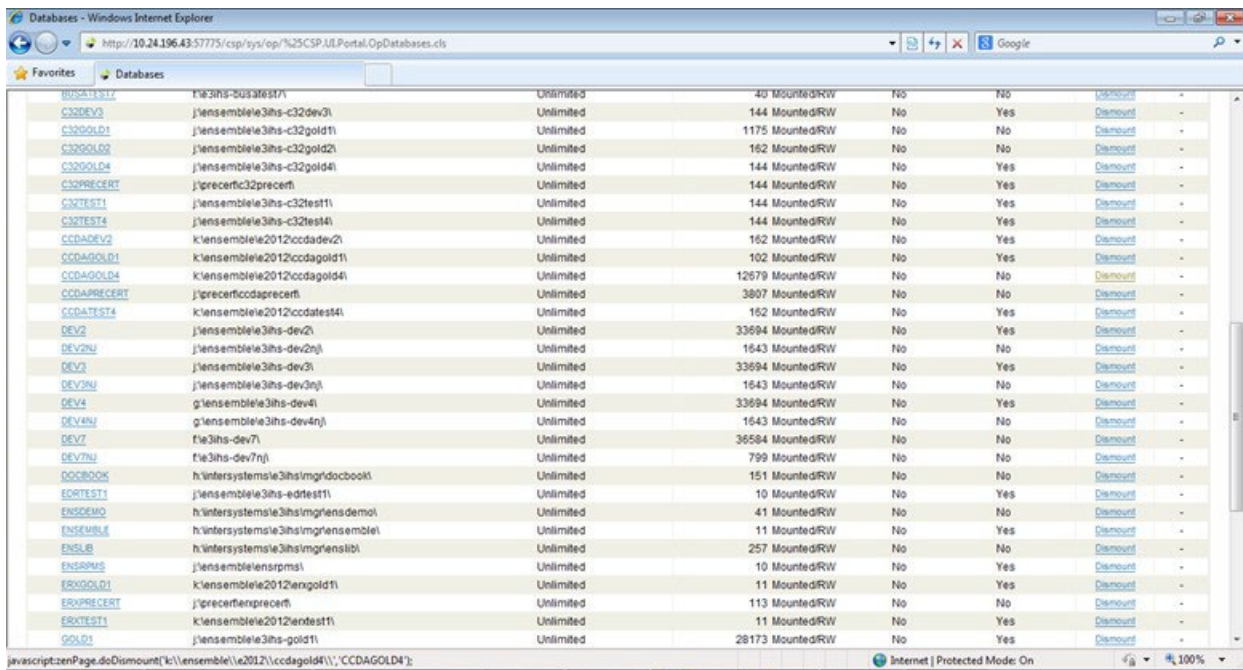 Databases - Windows Internet Explorer
http://10.24.196.43:57775/csp/sys/op/%25CSP.UI.Portal.OpDatabases.cls Google
Favorites Databases
BUSATEST7 f:\e3ihs-busatest7\ Unlimited 40 Mounted/RW No No Dismount -
C32DEV3 j:\ensemble\e3ihs-c32dev3\ Unlimited 144 Mounted/RW No Yes Dismount -
C32GOLD1 j:\ensemble\e3ihs-c32gold1\ Unlimited 1175 Mounted/RW No No Dismount -
C32GOLD2 j:\ensemble\e3ihs-c32gold2\ Unlimited 162 Mounted/RW No No Dismount -
C32GOLD4 j:\ensemble\e3ihs-c32gold4\ Unlimited 144 Mounted/RW No Yes Dismount -
C32PRECERT j:\precert\c32precert\ Unlimited 144 Mounted/RW No Yes Dismount -
C32TEST1 j:\ensemble\e3ihs-c32test1\ Unlimited 144 Mounted/RW No Yes Dismount -
C32TEST4 j:\ensemble\e3ihs-c32test4\ Unlimited 144 Mounted/RW No Yes Dismount -
CCDADEV2 k:\ensemble\e2012\ccdadev2\ Unlimited 162 Mounted/RW No Yes Dismount -
CCDAGOLD1 k:\ensemble\e2012\ccdagold1\ Unlimited 102 Mounted/RW No Yes Dismount -
CCDAGOLD4 k:\ensemble\e2012\ccdagold4\ Unlimited 12679 Mounted/RW No No Dismount -
CCDAPRECERT j:\precert\ccdaprecert\ Unlimited 3807 Mounted/RW No No Dismount -
CCDATEST4 k:\ensemble\e2012\ccdatest4\ Unlimited 162 Mounted/RW No Yes Dismount -
DEV2 j:\ensemble\e3ihs-dev2\ Unlimited 33694 Mounted/RW No Yes Dismount -
DEV2NJ j:\ensemble\e3ihs-dev2nj\ Unlimited 1643 Mounted/RW No No Dismount -
DEV3 j:\ensemble\e3ihs-dev3\ Unlimited 33694 Mounted/RW No Yes Dismount -
DEV3NJ j:\ensemble\e3ihs-dev3nj\ Unlimited 1643 Mounted/RW No No Dismount -
DEV4 g:\ensemble\e3ihs-dev4\ Unlimited 33694 Mounted/RW No Yes Dismount -
DEV4NJ g:\ensemble\e3ihs-dev4nj\ Unlimited 1643 Mounted/RW No No Dismount -
DEV7 f:\e3ihs-dev7\ Unlimited 36584 Mounted/RW No No Dismount -
DEV7NJ f:\e3ihs-dev7nj\ Unlimited 799 Mounted/RW No No Dismount -
DOCBOOK h:\intersystems\e3ihs\mgr\docbook\ Unlimited 151 Mounted/RW No No Dismount -
EDRTEST1 j:\ensemble\e3ihs-edrtest1\ Unlimited 10 Mounted/RW No Yes Dismount -
ENSDEMO h:\intersystems\e3ihs\mgr\ensdemo\ Unlimited 41 Mounted/RW No No Dismount -
ENSEMBLE h:\intersystems\e3ihs\mgr\ensemble\ Unlimited 11 Mounted/RW No Yes Dismount -
ENSLIB h:\intersystems\e3ihs\mgr\enslib\ Unlimited 257 Mounted/RW No No Dismount -
ENSRPMS j:\ensemble\ensrpms\ Unlimited 10 Mounted/RW No Yes Dismount -
ERXGOLD1 k:\ensemble\e2012\erxgold1\ Unlimited 11 Mounted/RW No Yes Dismount -
ERXPRECERT j:\precert\erxprecert\ Unlimited 113 Mounted/RW No No Dismount -
ERXTEST1 k:\ensemble\e2012\erxtest1\ Unlimited 11 Mounted/RW No Yes Dismount -
GOLD1 j:\ensemble\e3ihs-gold1\ Unlimited 28173 Mounted/RW No Yes Dismount -
javascript:zenPage.doDismount('k:\\ensemble\\e2012\\ccdagold4\\','CCDAGOLD4'); Internet | Protected Mode: On 100%